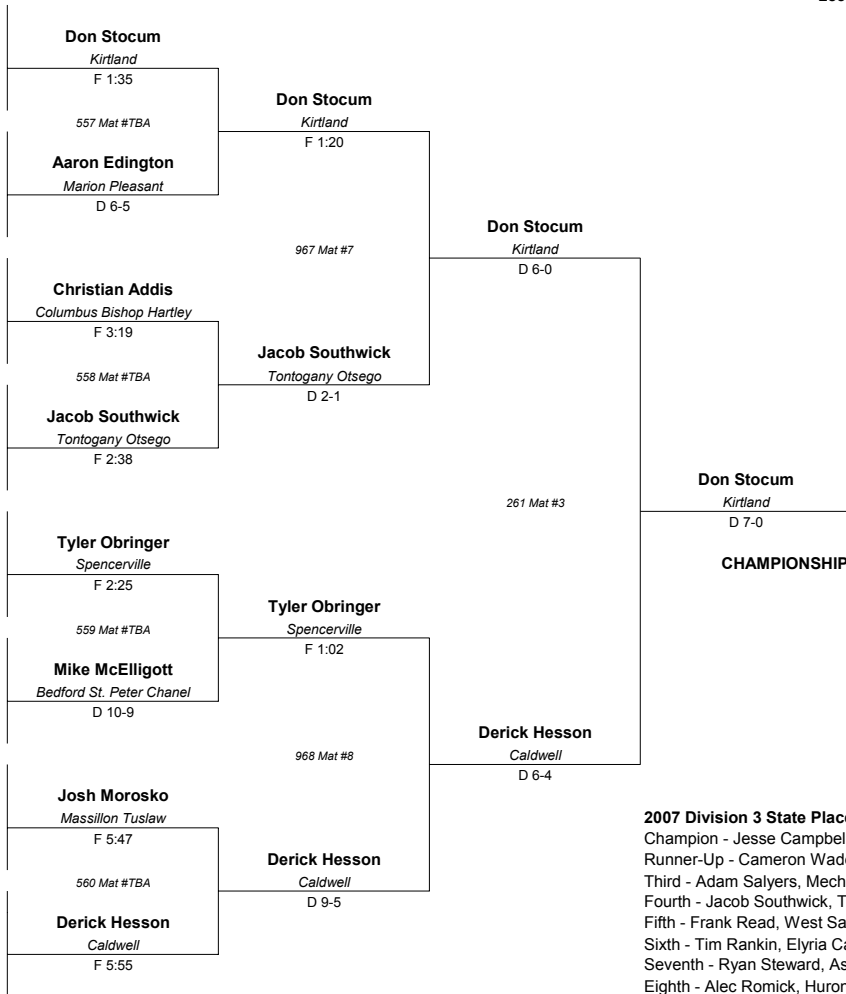 Don Stocum
Kirtland
F 1:35
557 Mat #TBA
Aaron Edington
Marion Pleasant
D 6-5
Don Stocum
Kirtland
F 1:20
967 Mat #7
Christian Addis
Columbus Bishop Hartley
F 3:19
558 Mat #TBA
Jacob Southwick
Tontogany Otsego
F 2:38
Jacob Southwick
Tontogany Otsego
D 2-1
Don Stocum
Kirtland
D 6-0
261 Mat #3
Don Stocum
Kirtland
D 7-0
CHAMPIONSHIP
Tyler Obringer
Spencerville
F 2:25
559 Mat #TBA
Mike McElligott
Bedford St. Peter Chanel
D 10-9
Tyler Obringer
Spencerville
F 1:02
968 Mat #8
Josh Morosko
Massillon Tuslaw
F 5:47
560 Mat #TBA
Derick Hesson
Caldwell
F 5:55
Derick Hesson
Caldwell
D 9-5
Derick Hesson
Caldwell
D 6-4
2007 Division 3 State
Champion - Jesse
Runner-Up - Cameron
Third - Adam Salyers,
Fourth - Jacob Southwick,
Fifth - Frank Read, West
Sixth - Tim Rankin, Elyria
Seventh - Ryan Steward,
Eighth - Alec Romick, Huron